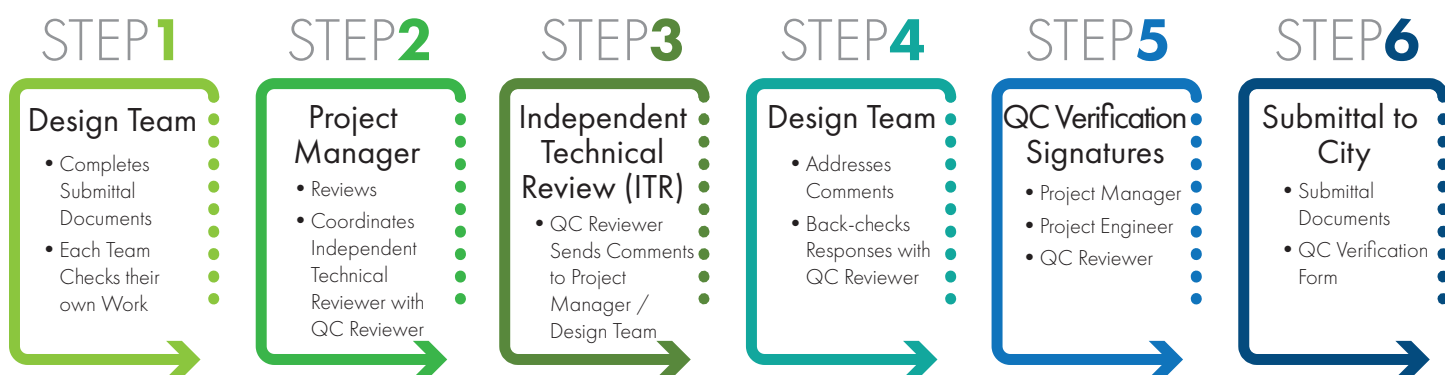 STEP1
Design Team
• Completes
Submittal
Documents
• Each Team
Checks their
own Work
STEP2
Project
Manager
• Reviews
• Coordinates
Independent
Technical
Reviewer with
QC Reviewer
STEP3
Independent
Technical
Review (ITR)
• QC Reviewer
Sends Comments
to Project
Manager /
Design Team
STEP4
Design Team
• Addresses
Comments
• Back-checks
Responses with
QC Reviewer
STEP5
QC Verification
Signatures
• Project Manager
• Project Engineer
• QC Reviewer
STEP6
Submittal to
City
• Submittal
Documents
• QC Verification
Form